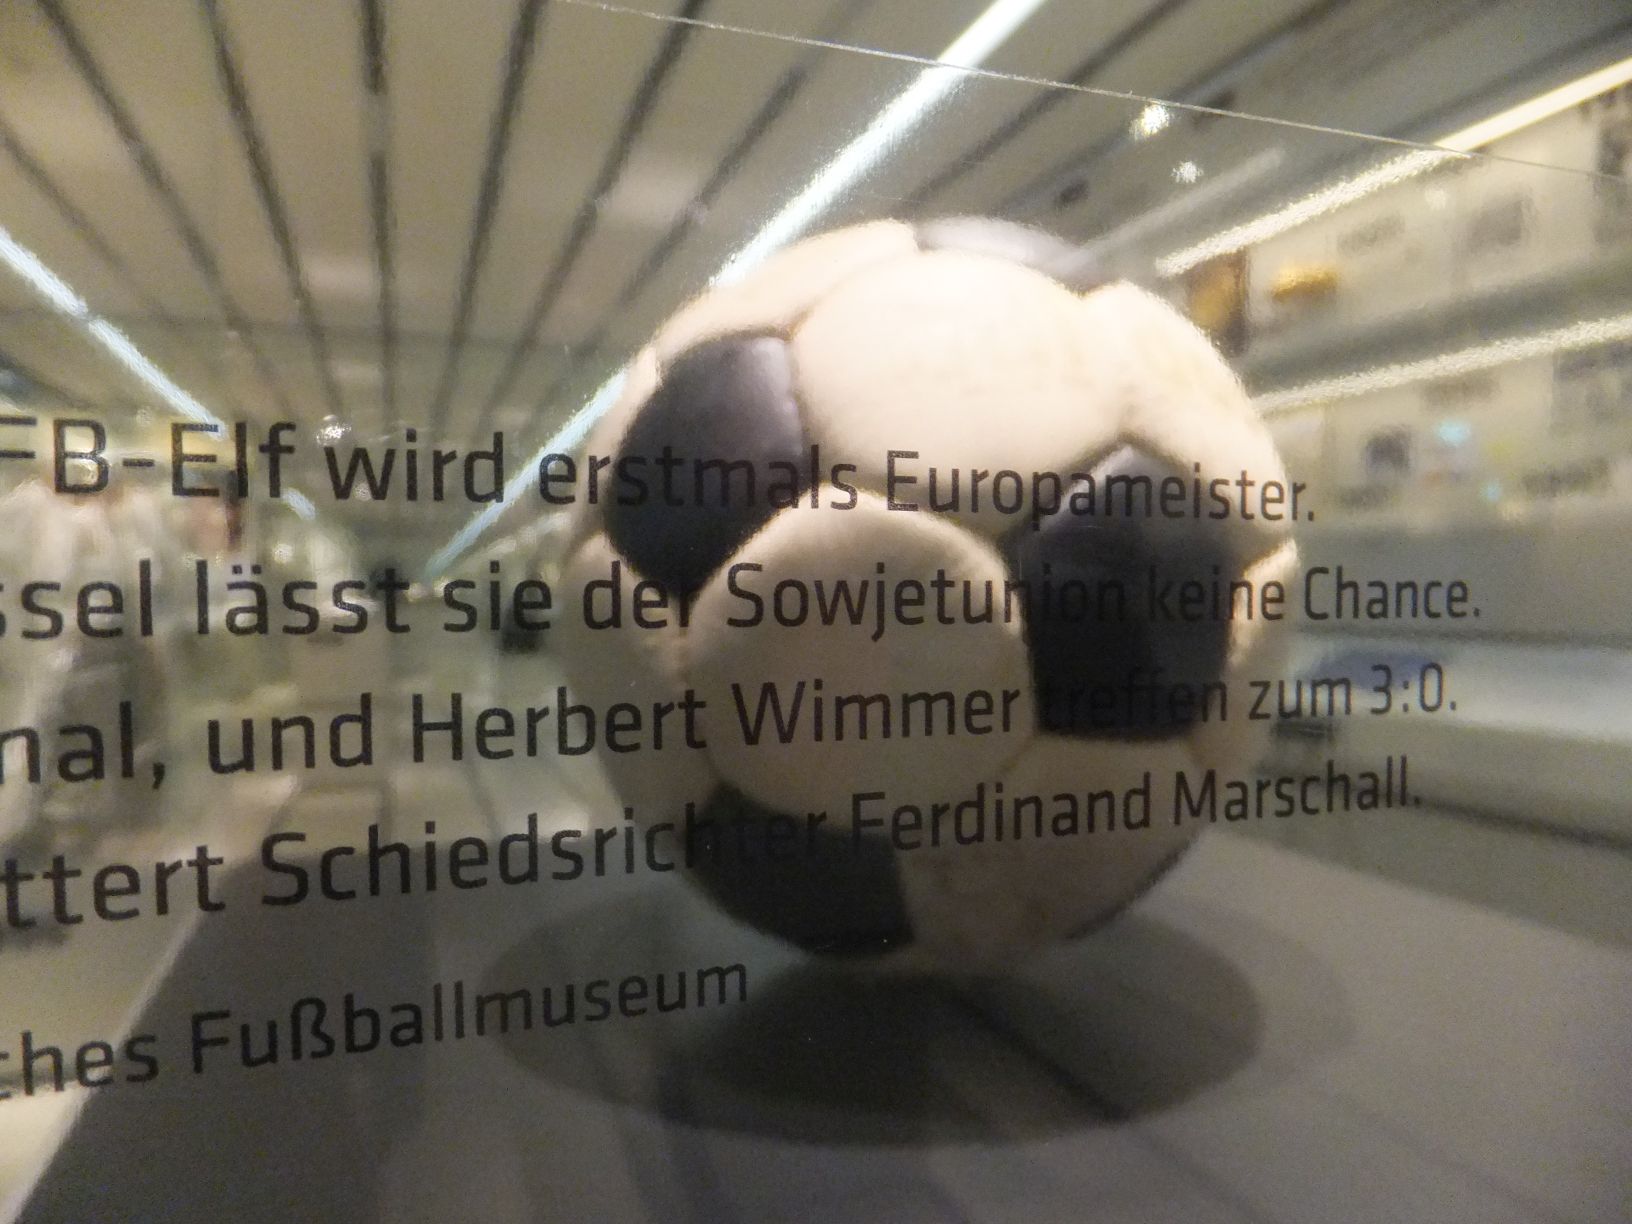 FB-Elf wird erstmals Europameister.
ssel lässt sie der Sowjetunion keine Chance.
nal, und Herbert Wimmer treffen zum 3:0.
ttert Schiedsrichter Ferdinand Marschall.
ches Fußballmuseum